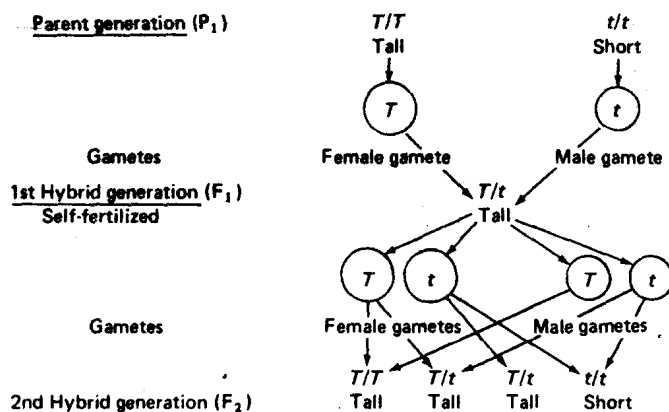 Parent generation (P₁) T/T t/t
Tall Short
T t
Gametes Female gamete Male gamete
1st Hybrid generation (F₁) T/t
Self-fertilized Tall
T t T t
Gametes Female gametes Male gametes
T/T T/t T/t t/t
2nd Hybrid generation (F₂) Tall Tall Tall Short